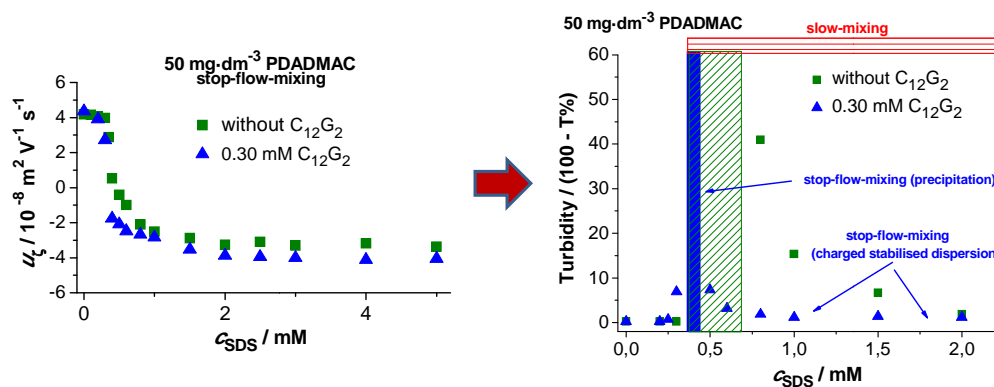 50 mg·dm-3 PDADMAC
stop-flow-mixing
without C12G2
0.30 mM C12G2
uζ / 10-8 m2 V-1 s-1
6
4
2
0
-2
-4
-6
0
2
4
cSDS / mM
50 mg·dm-3 PDADMAC
slow-mixing
without C12G2
0.30 mM C12G2
stop-flow-mixing (precipitation)
stop-flow-mixing
(charged stabilised dispersion)
Turbidity / (100 - T%)
60
50
40
30
20
10
0
0,0
0,5
1,0
1,5
2,0
cSDS / mM